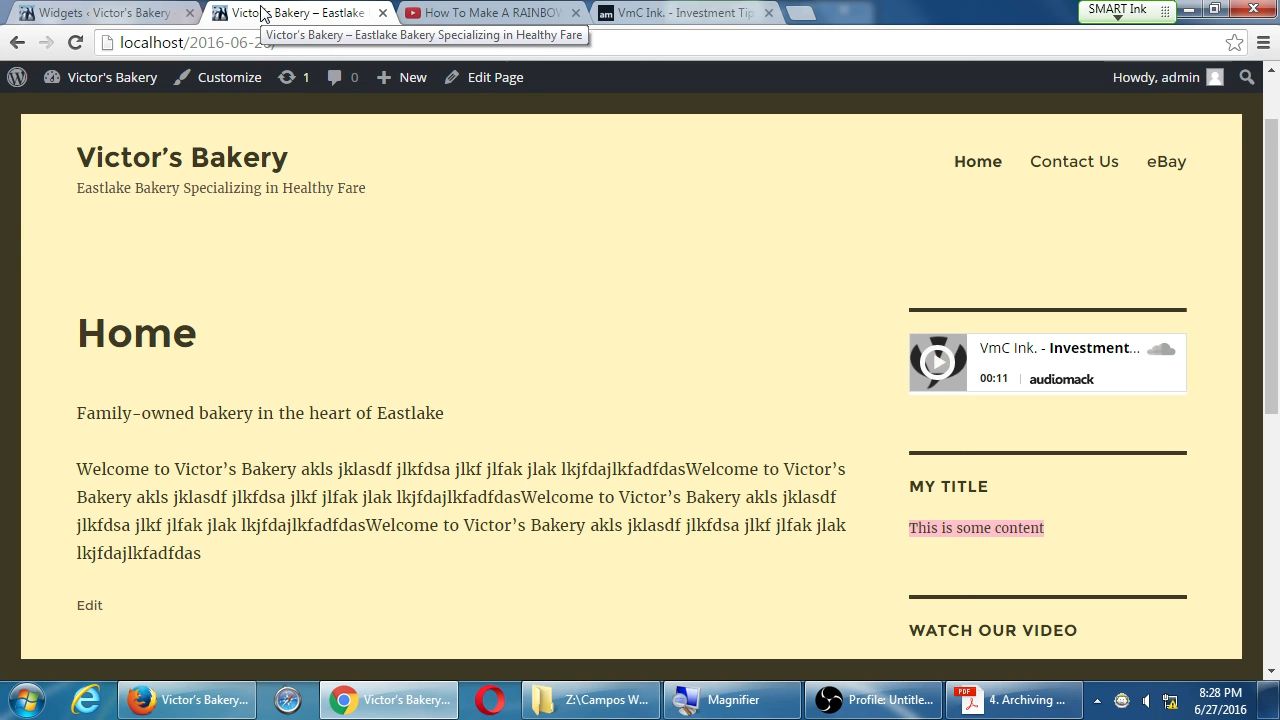 Widgets ‹ Victor's Bakery
Victor's Bakery – Eastlake
How To Make A RAINBOW
VmC Ink. - Investment Tip
SMART Ink
localhost/2016-06-2
Victor's Bakery – Eastlake Bakery Specializing in Healthy Fare
Victor's Bakery
Customize
1
0
New
Edit Page
Howdy, admin
Victor's Bakery
Eastlake Bakery Specializing in Healthy Fare
Home
Contact Us
eBay
Home
Family-owned bakery in the heart of Eastlake
Welcome to Victor's Bakery akls jklasdf jlkfdsa jlkf jlfak jlak lkjfdajlkfadfdasWelcome to Victor's
Bakery akls jklasdf jlkfdsa jlkf jlfak jlak lkjfdajlkfadfdasWelcome to Victor's Bakery akls jklasdf
jlkfdsa jlkf jlfak jlak lkjfdajlkfadfdasWelcome to Victor's Bakery akls jklasdf jlkfdsa jlkf jlfak jlak
lkjfdajlkfadfdas
Edit
VmC Ink. - Investment...
00:11
audiomack
MY TITLE
This is some content
WATCH OUR VIDEO
Victor's Bakery...
Victor's Bakery...
Z:\Campos W...
Magnifier
Profile: Untitle...
PDF
4. Archiving ...
8:28 PM
6/27/2016